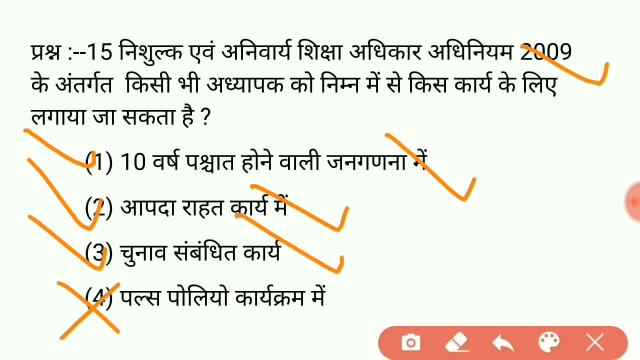 प्रश्न :--15 निशुल्क एवं अनिवार्य शिक्षा अधिकार अधिनियम 2009
के अंतर्गत किसी भी अध्यापक को निम्न में से किस कार्य के लिए
लगाया जा सकता है ?
(1) 10 वर्ष पश्चात होने वाली जनगणना में
(2) आपदा राहत कार्य में
(3) चुनाव संबंधित कार्य
(4) पल्स पोलियो कार्यक्रम में